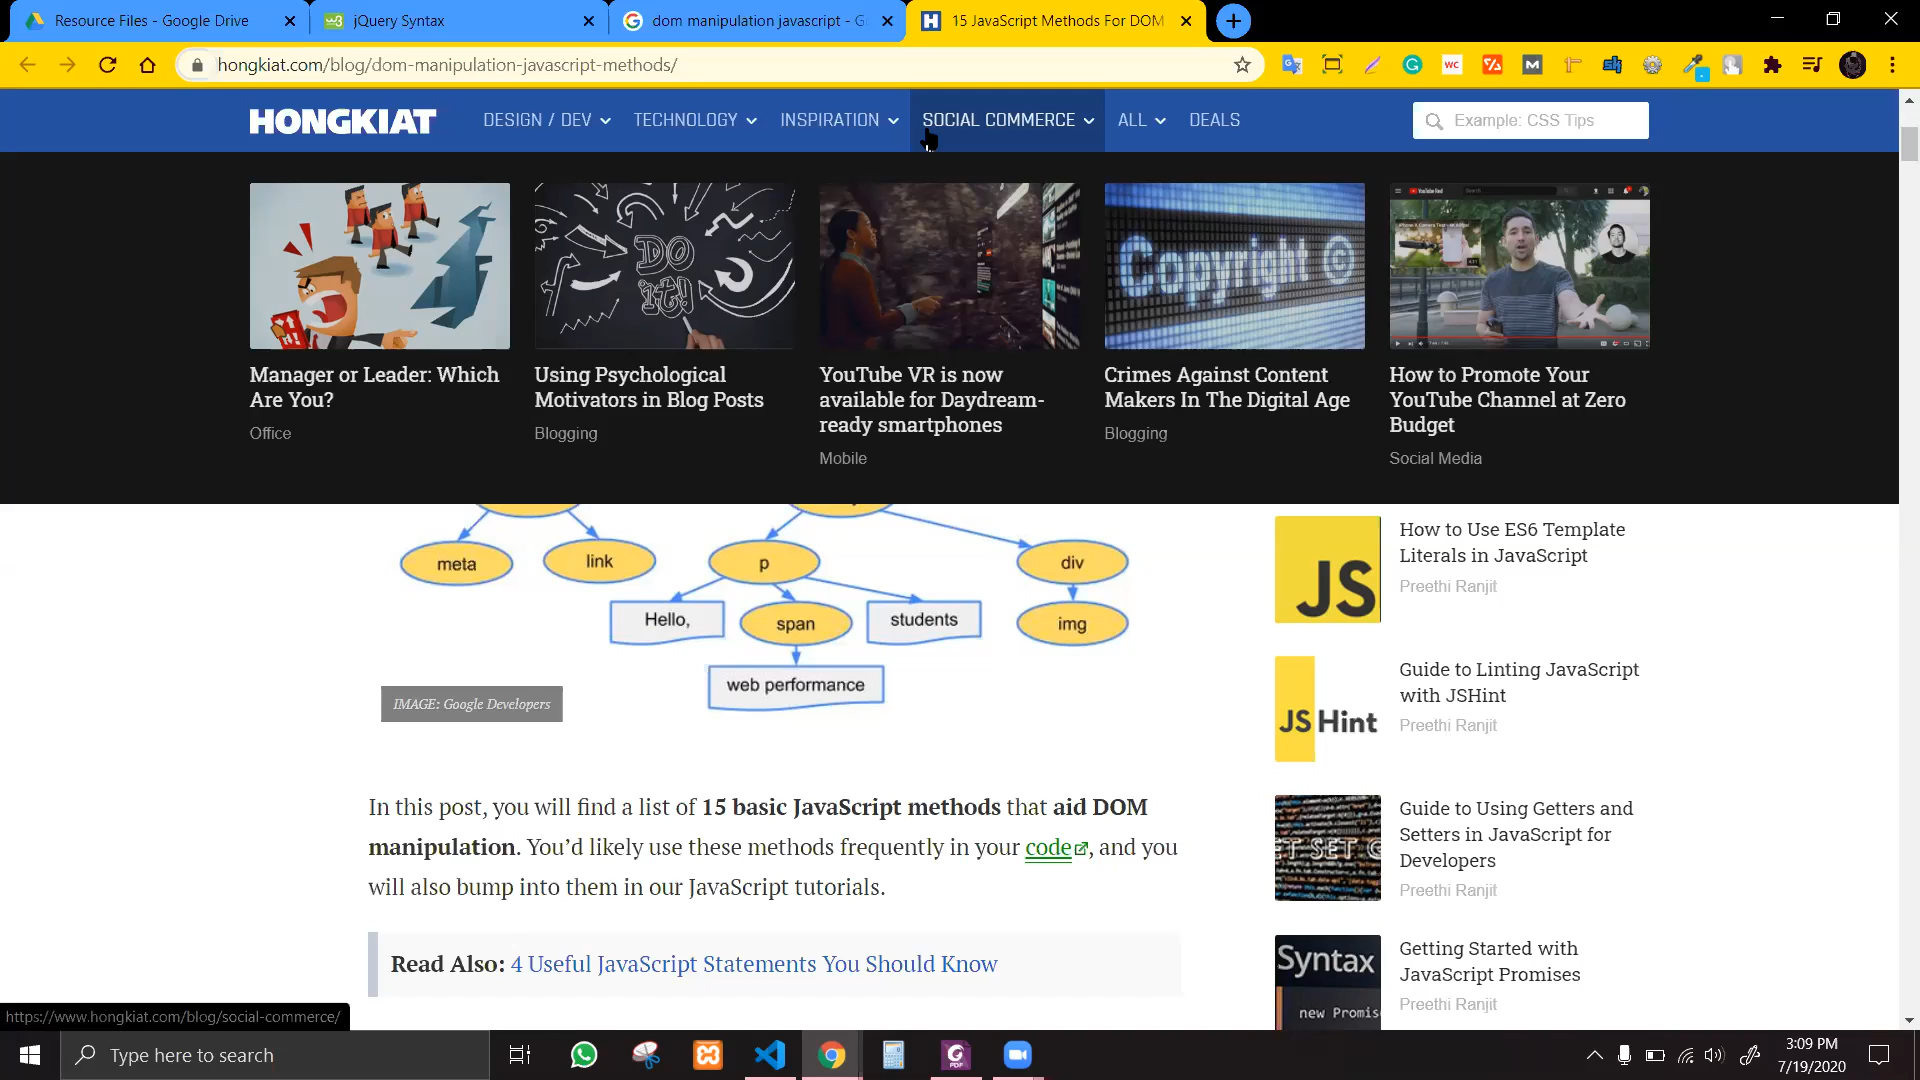 Resource Files - Google Drive
jQuery Syntax
dom manipulation javascript - G
15 JavaScript Methods For DOM
hongkiat.com/blog/dom-manipulation-javascript-methods/
HONGKIAT
DESIGN / DEV
TECHNOLOGY
INSPIRATION
SOCIAL COMMERCE
ALL
DEALS
Example: CSS Tips
DO it!
Copyright ©
Manager or Leader: Which
Are You?
Office
Using Psychological
Motivators in Blog Posts
Blogging
YouTube VR is now
available for Daydream-
ready smartphones
Mobile
Crimes Against Content
Makers In The Digital Age
Blogging
How to Promote Your
YouTube Channel at Zero
Budget
Social Media
meta
link
p
div
Hello,
span
students
img
web performance
IMAGE: Google Developers
In this post, you will find a list of 15 basic JavaScript methods that aid DOM
manipulation. You’d likely use these methods frequently in your code, and you
will also bump into them in our JavaScript tutorials.
Read Also: 4 Useful JavaScript Statements You Should Know
JS
How to Use ES6 Template
Literals in JavaScript
Preethi Ranjit
JS Hint
Guide to Linting JavaScript
with JSHint
Preethi Ranjit
Guide to Using Getters and
Setters in JavaScript for
Developers
Preethi Ranjit
Syntax
new Promis
Getting Started with
JavaScript Promises
Preethi Ranjit
https://www.hongkiat.com/blog/social-commerce/
Type here to search
3:09 PM
7/19/2020